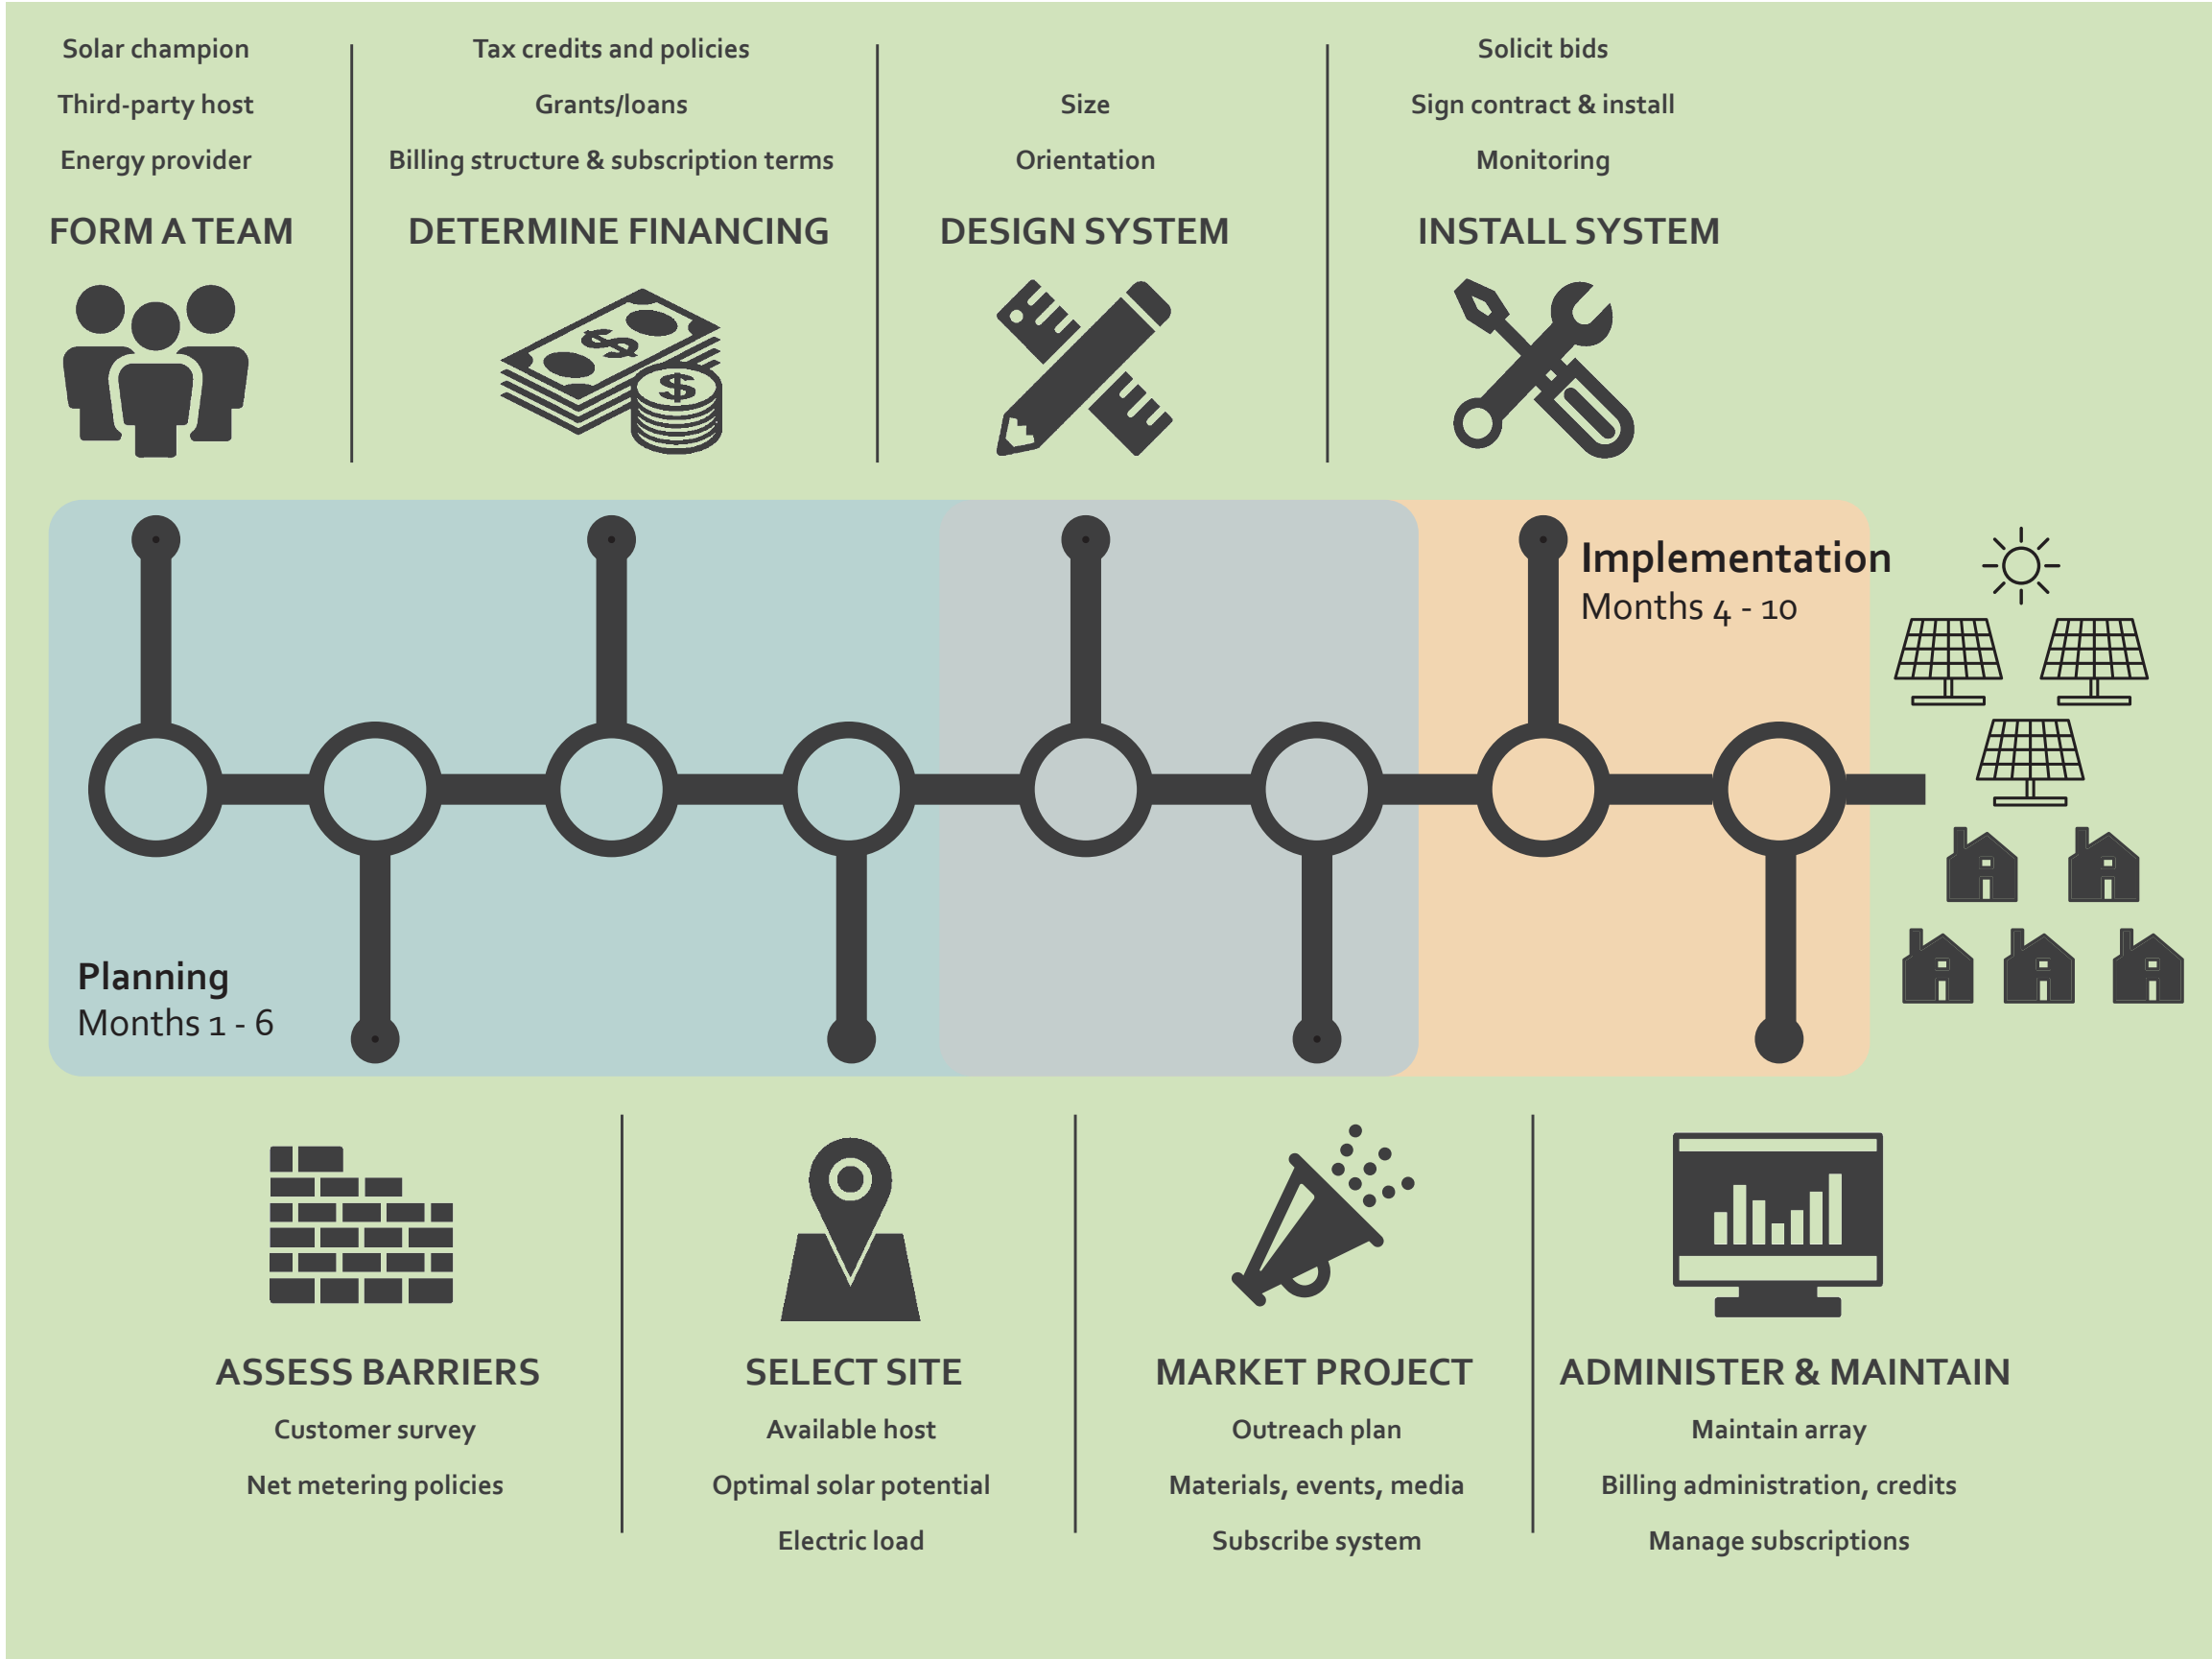 Solar champion
Third-party host
Energy provider
FORM A TEAM
Tax credits and policies
Grants/loans
Billing structure & subscription terms
DETERMINE FINANCING
Size
Orientation
DESIGN SYSTEM
Solicit bids
Sign contract & install
Monitoring
INSTALL SYSTEM
$
$
Implementation
Months 4 - 10
Planning
Months 1 - 6
ASSESS BARRIERS
Customer survey
Net metering policies
SELECT SITE
Available host
Optimal solar potential
Electric load
MARKET PROJECT
Outreach plan
Materials, events, media
Subscribe system
ADMINISTER & MAINTAIN
Maintain array
Billing administration, credits
Manage subscriptions